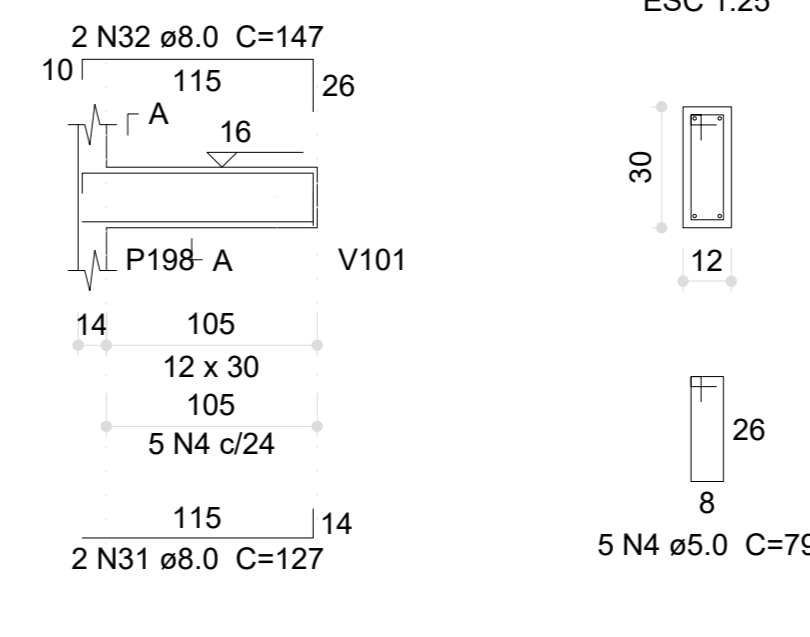 ESC 1:25
2 N32 ø8.0 C=147
10
115
26
A
16
30
P198
A
V101
12
14
105
12 x 30
105
5 N4 c/24
26
8
115
14
2 N31 ø8.0 C=127
5 N4 ø5.0 C=79